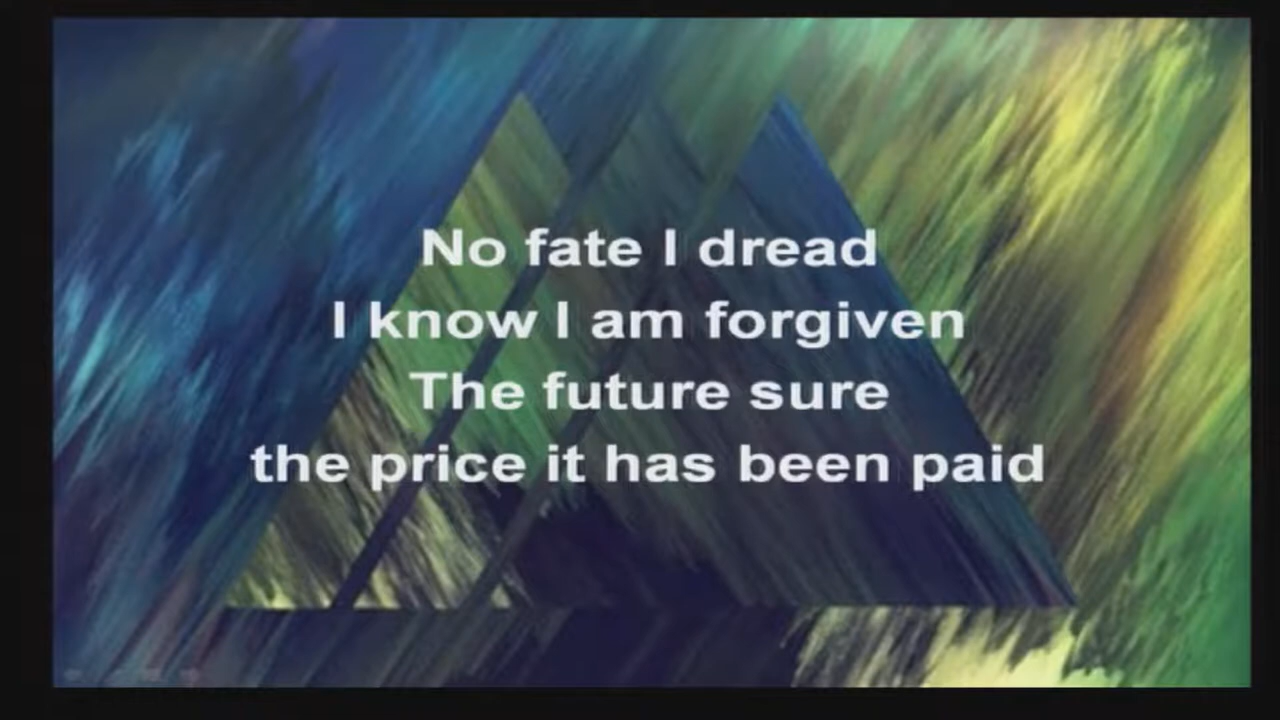 No fate I dread
I know I am forgiven
The future sure
the price it has been paid